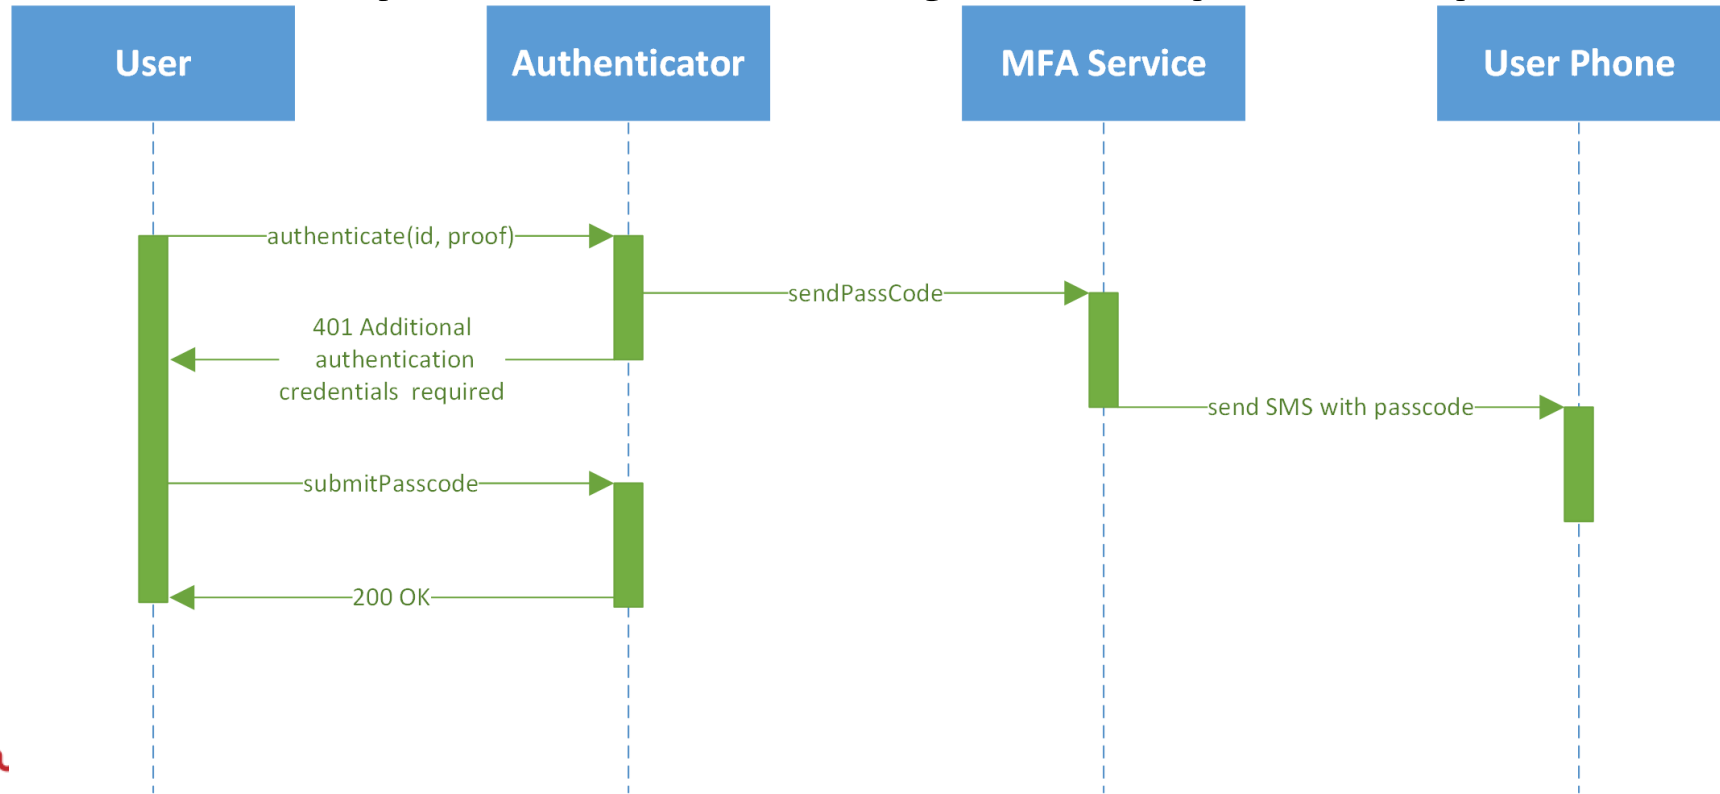 User
Authenticator
MFA Service
User Phone
authenticate(id, proof)
sendPassCode
401 Additional
authentication
credentials required
send SMS with passcode
submitPasscode
200 OK